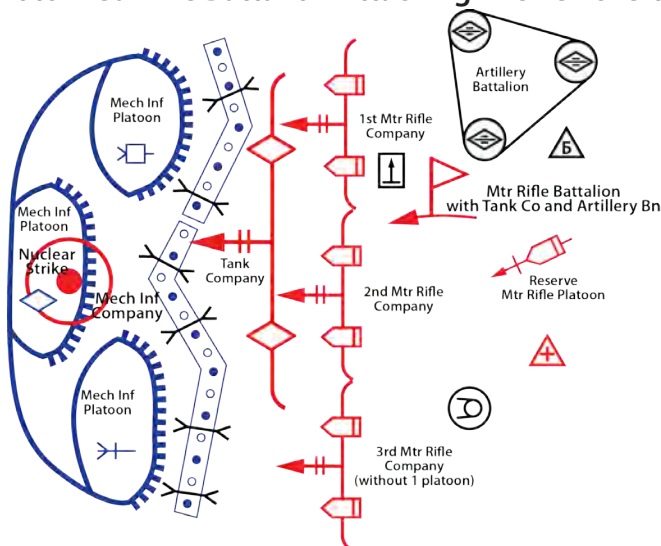 Mech Inf
Platoon
Mech Inf
Platoon
Nuclear
Strike
Mech Inf
Company
Mech Inf
Platoon
Tank
Company
1st Mtr Rifle
Company
2nd Mtr Rifle
Company
3rd Mtr Rifle
Company
(without 1 platoon)
Artillery
Battalion
Б
Mtr Rifle Battalion
with Tank Co and Artillery Bn
Reserve
Mtr Rifle Platoon